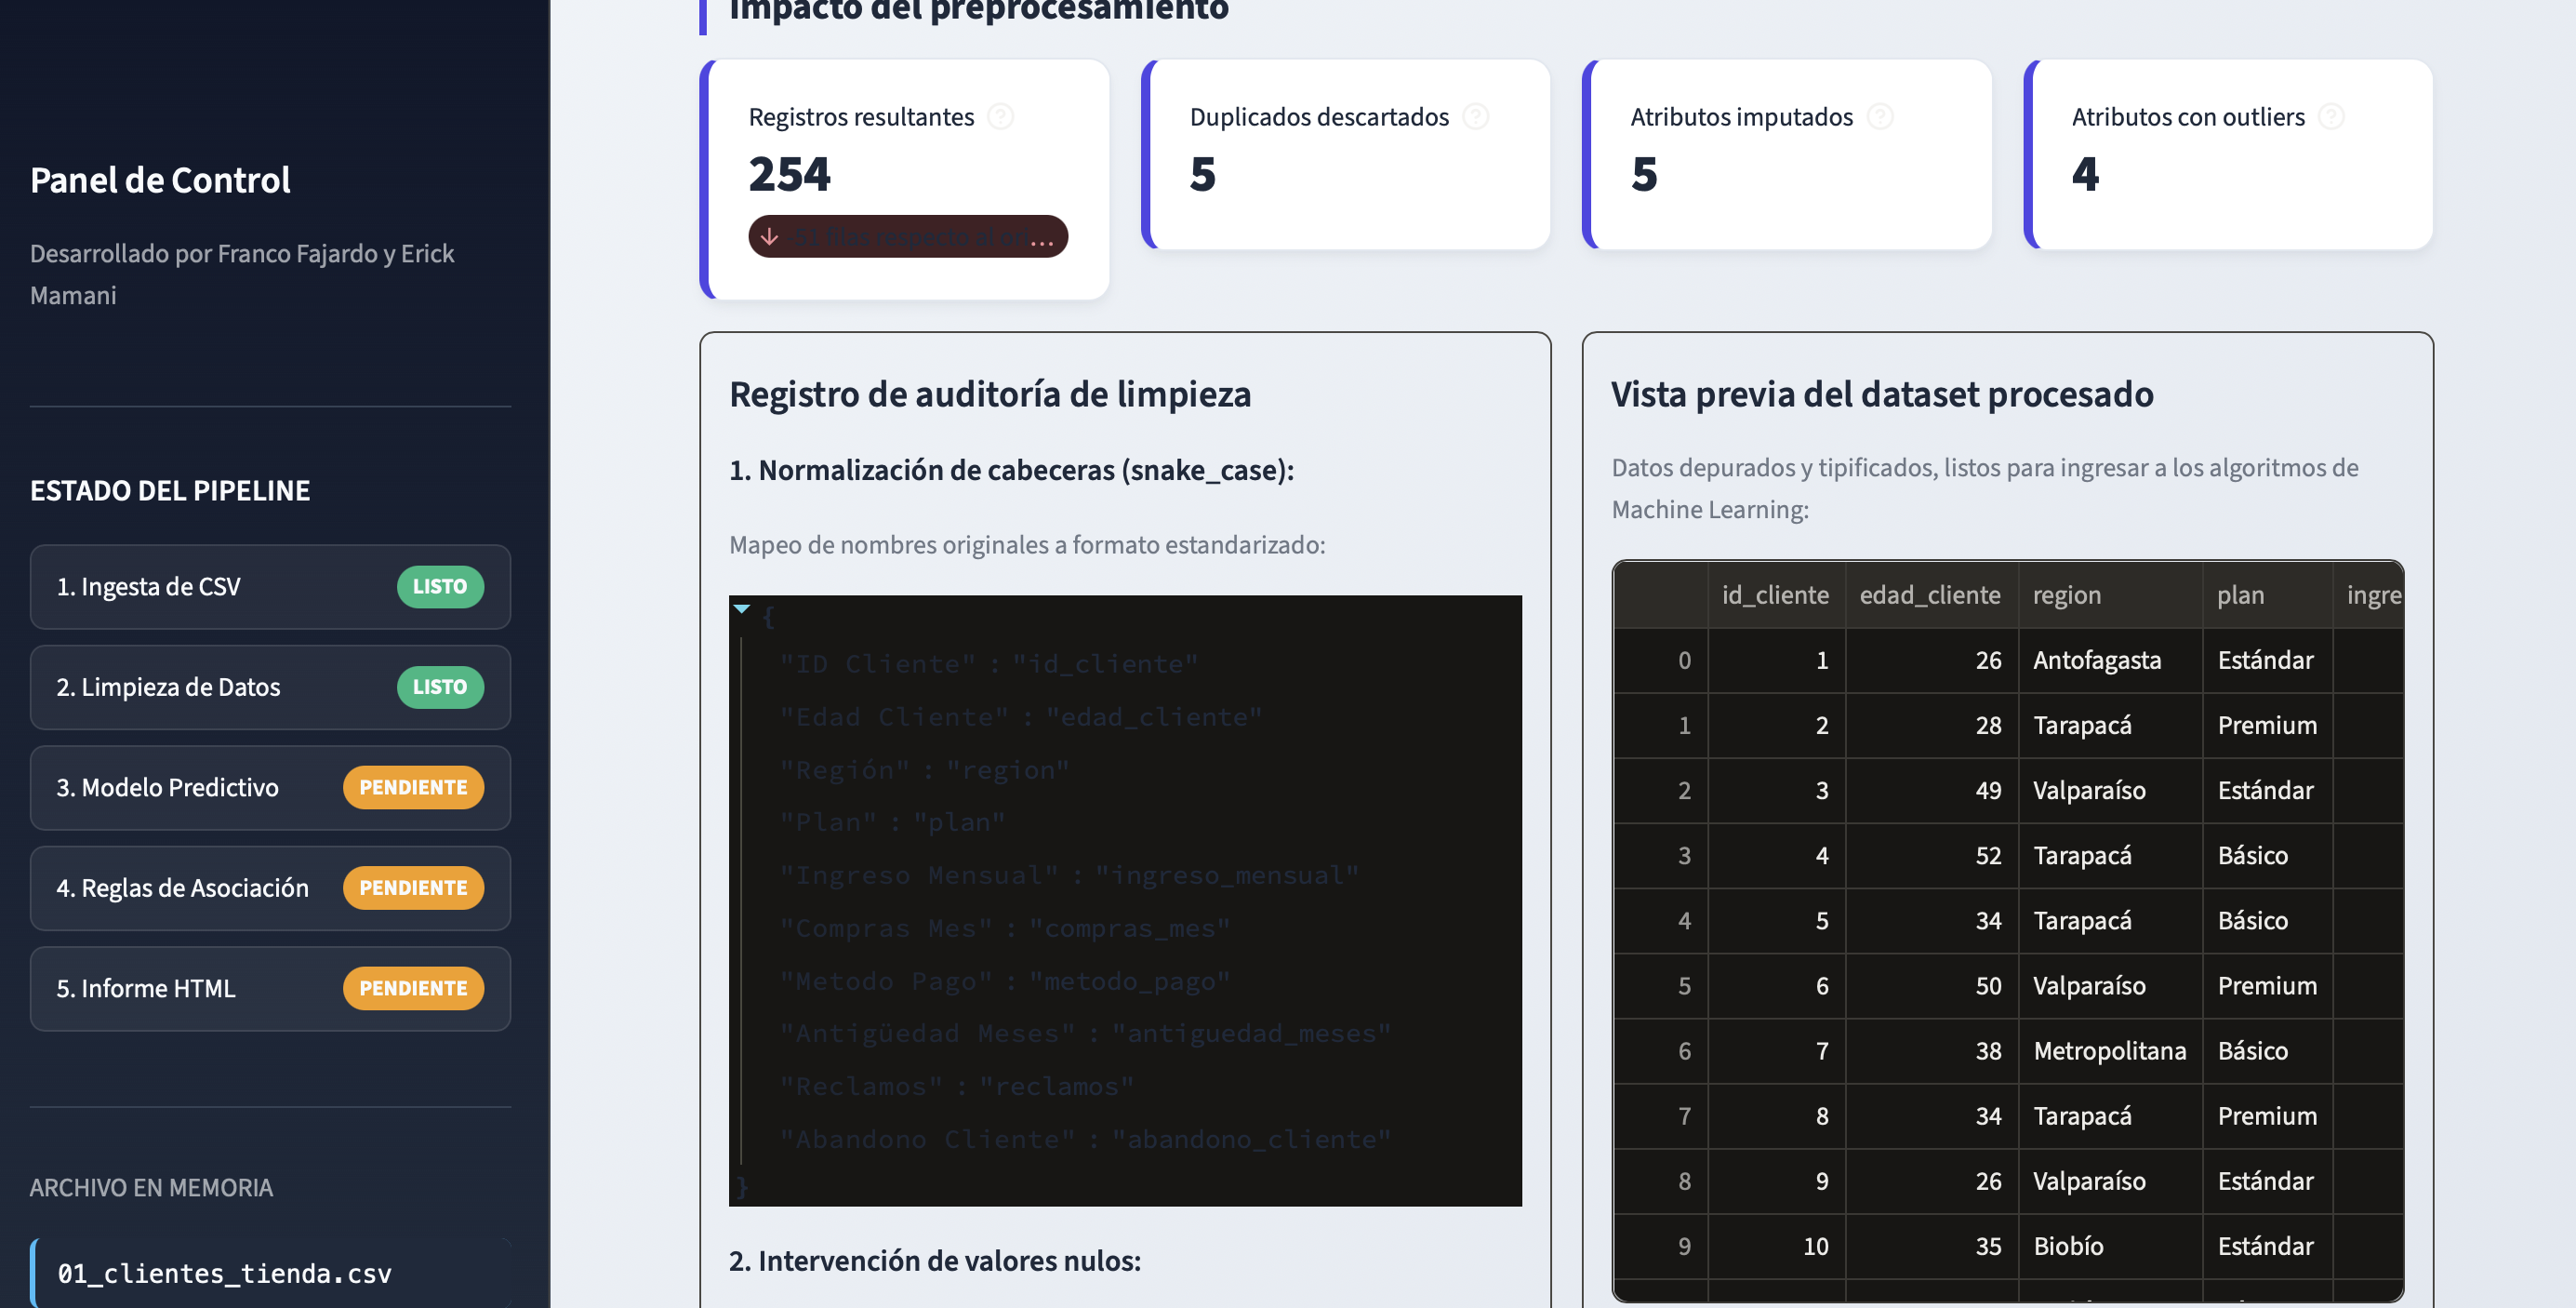 Panel de Control
Desarrollado por Franco Fajardo y Erick
Mamani
ESTADO DEL PIPELINE
1. Ingesta de CSV LISTO
2. Limpieza de Datos LISTO
3. Modelo Predictivo PENDIENTE
4. Reglas de Asociación PENDIENTE
5. Informe HTML PENDIENTE
ARCHIVO EN MEMORIA
01_clientes_tienda.csv
Impacto del preprocesamiento
Registros resultantes ?
254
filas respecto al ori...
Duplicados descartados ?
5
Atributos imputados ?
5
Atributos con outliers ?
4
Registro de auditoría de limpieza
1. Normalización de cabeceras (snake_case):
Mapeo de nombres originales a formato estandarizado:
{
"ID Cliente" : "id_cliente"
"Edad Cliente" : "edad_cliente"
"Región" : "region"
"Plan" : "plan"
"Ingreso Mensual" : "ingreso_mensual"
"Compras Mes" : "compras_mes"
"Metodo Pago" : "metodo_pago"
"Antigüedad Meses" : "antiguedad_meses"
"Reclamos" : "reclamos"
"Abandono Cliente" : "abandono_cliente"
}
2. Intervención de valores nulos:
Vista previa del dataset procesado
Datos depurados y tipificados, listos para ingresar a los algoritmos de
Machine Learning:
id_cliente edad_cliente region plan ingre
0 1 26 Antofagasta Estándar
1 2 28 Tarapacá Premium
2 3 49 Valparaíso Estándar
3 4 52 Tarapacá Básico
4 5 34 Tarapacá Básico
5 6 50 Valparaíso Premium
6 7 38 Metropolitana Básico
7 8 34 Tarapacá Premium
8 9 26 Valparaíso Estándar
9 10 35 Biobío Estándar